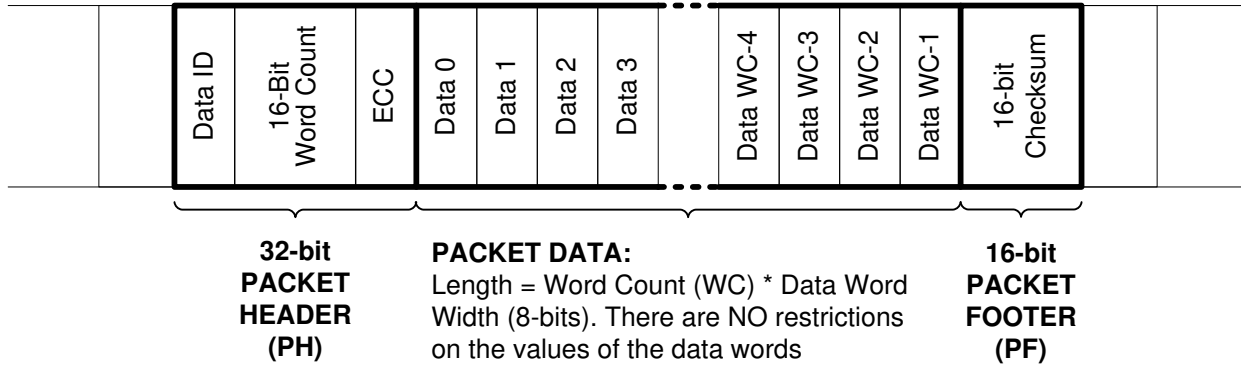 Data ID
16-Bit
Word Count
ECC
Data 0
Data 1
Data 2
Data 3
Data WC-4
Data WC-3
Data WC-2
Data WC-1
16-bit
Checksum
32-bit
PACKET
HEADER
(PH)
PACKET DATA:
Length = Word Count (WC) * Data Word
Width (8-bits). There are NO restrictions
on the values of the data words
16-bit
PACKET
FOOTER
(PF)